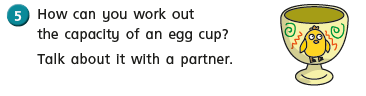 5 How can you work out
the capacity of an egg cup?
Talk about it with a partner.